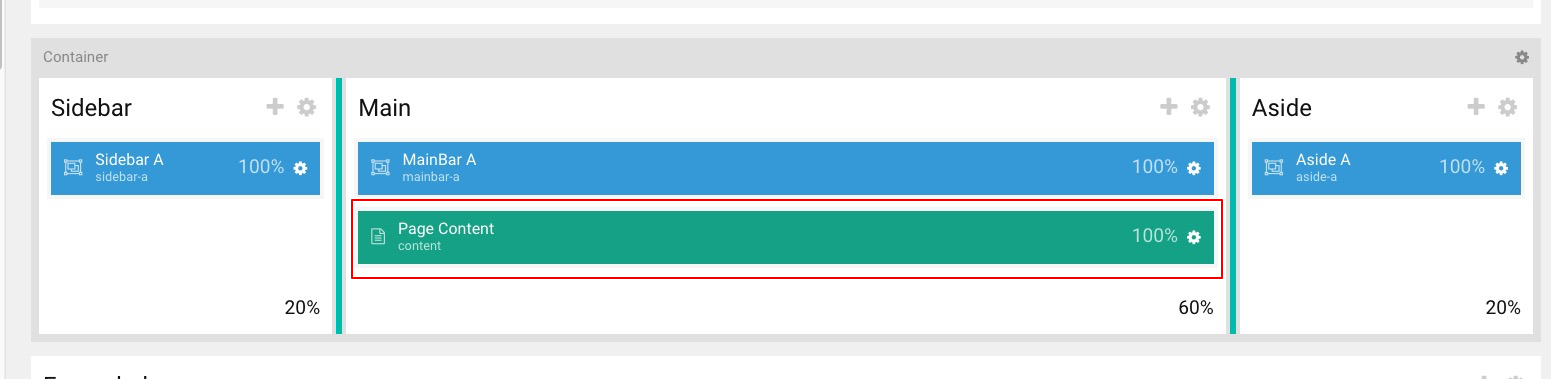 Container
Sidebar
Sidebar A
sidebar-a
100%
20%
Main
MainBar A
mainbar-a
100%
Page Content
content
100%
60%
Aside
Aside A
aside-a
100%
20%